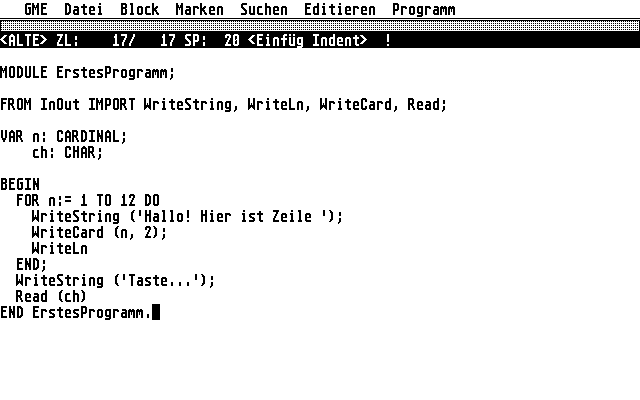 GME Datei Block Marken Suchen Editieren Programm
<ALTE> ZL: 17/ 17 SP: 20 <Einfüg Indent> !
MODULE ErstesProgramm;
FROM InOut IMPORT WriteString, WriteLn, WriteCard, Read;
VAR n: CARDINAL;
    ch: CHAR;
BEGIN
  FOR n:= 1 TO 12 DO
    WriteString ('Hallo! Hier ist Zeile ');
    WriteCard (n, 2);
    WriteLn
  END;
  WriteString ('Taste...');
  Read (ch)
END ErstesProgramm.